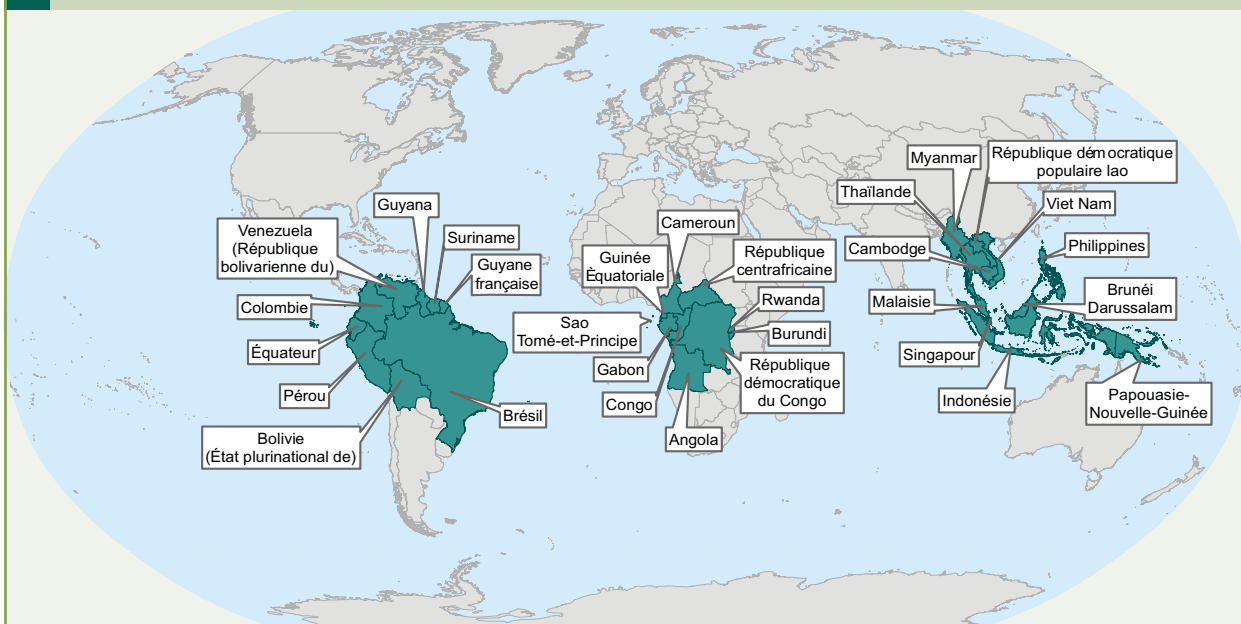 Guyana
Venezuela
(République
bolivarienne du)
Suriname
Guyane
française
Colombie
Équateur
Pérou
Brésil
Bolivie
(État plurinational de)
Cameroun
Guinée
Èquatoriale
République
centrafricaine
Rwanda
Burundi
Sao
Tomé-et-Principe
Gabon
République
démocratique
du Congo
Congo
Angola
Myanmar
République démocratique
populaire lao
Thaïlande
Viet Nam
Cambodge
Philippines
Malaisie
Brunéi
Darussalam
Singapour
Indonésie
Papouasie-
Nouvelle-Guinée